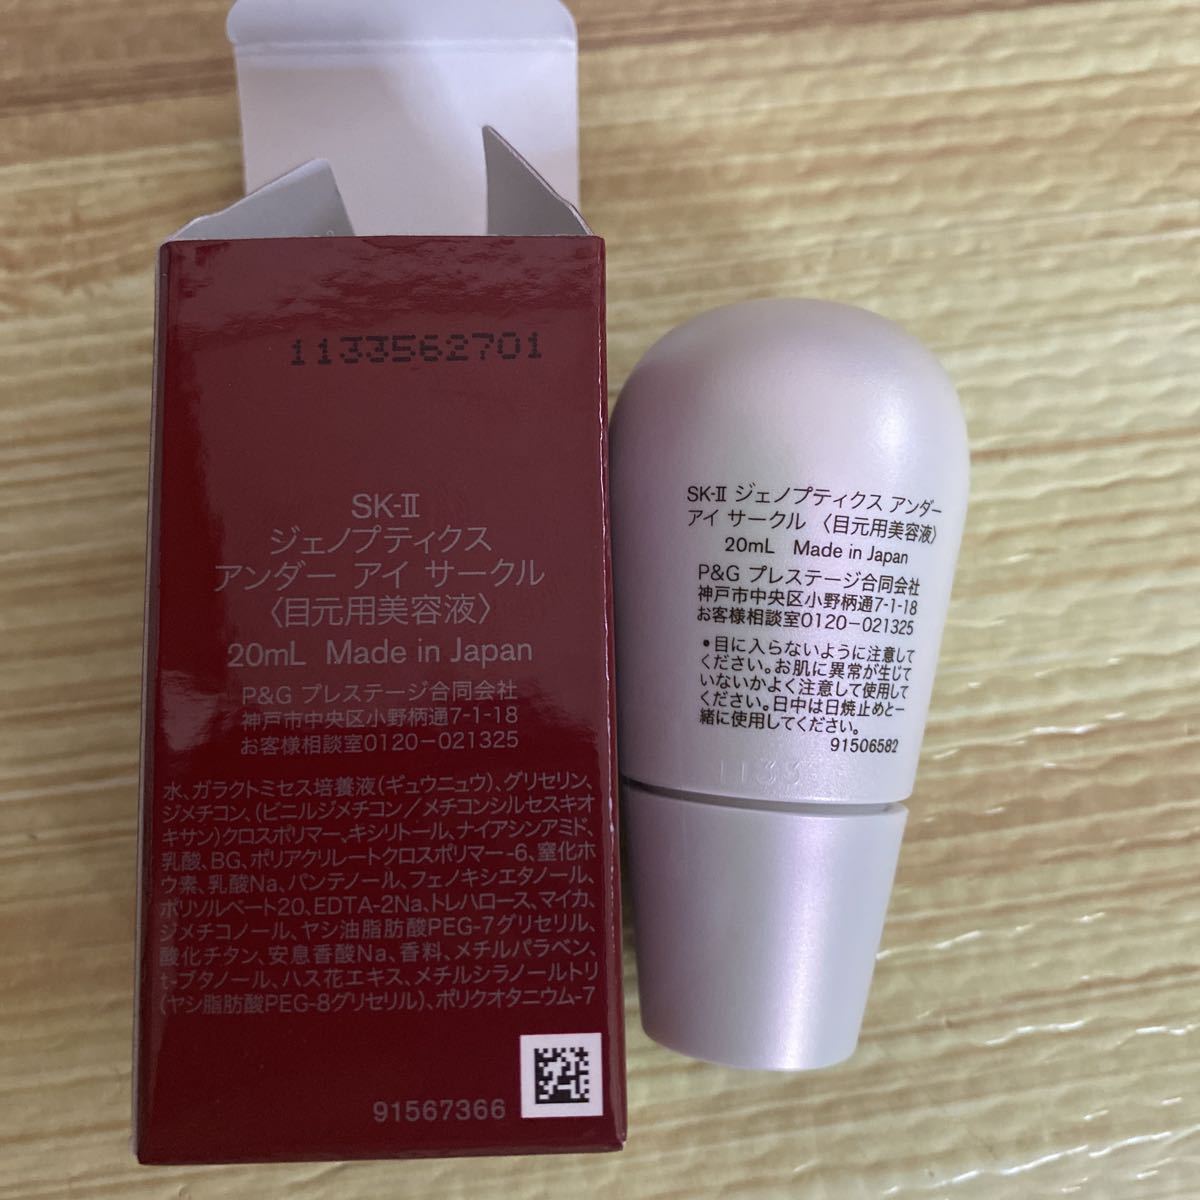 1133562701
SK-II
ジェノプティクス
アンダー アイ サークル
〈目元用美容液〉
20mL Made in Japan
P&G プレステージ合同会社
神戸市中央区小野柄通7-1-18
お客様相談室0120-021325
水、ガラクトミセス培養液(ギュウニュウ)、グリセリン、
ジメチコン、(ビニルジメチコン/メチコンシルセスキオ
キサン)クロスポリマー、キシリトール、ナイアシンアミド、
乳酸、BG、ポリアクリレートクロスポリマー-6、窒化ホ
ウ素、乳酸Na、パンテノール、フェノキシエタノール、
ポリソルベート20、EDTA-2Na、トレハロース、マイカ、
ジメチコノール、ヤシ油脂肪酸PEG-7グリセリル、
酸化チタン、安息香酸Na、香料、メチルパラベン、
t-ブタノール、ハス花エキス、メチルシラノールトリ
(ヤシ脂肪酸PEG-8グリセリル)、ポリクオタニウム-7
91567366
SK-II ジェノプティクス アンダー
アイ サークル 〈目元用美容液〉
20mL Made in Japan
P&G プレステージ合同会社
神戸市中央区小野柄通7-1-18
お客様相談室0120-021325
•目に入らないように注意して
ください。お肌に異常が生じて
いないかよく注意して使用して
ください。日中は日焼止めと一
緒に使用してください。
91506582